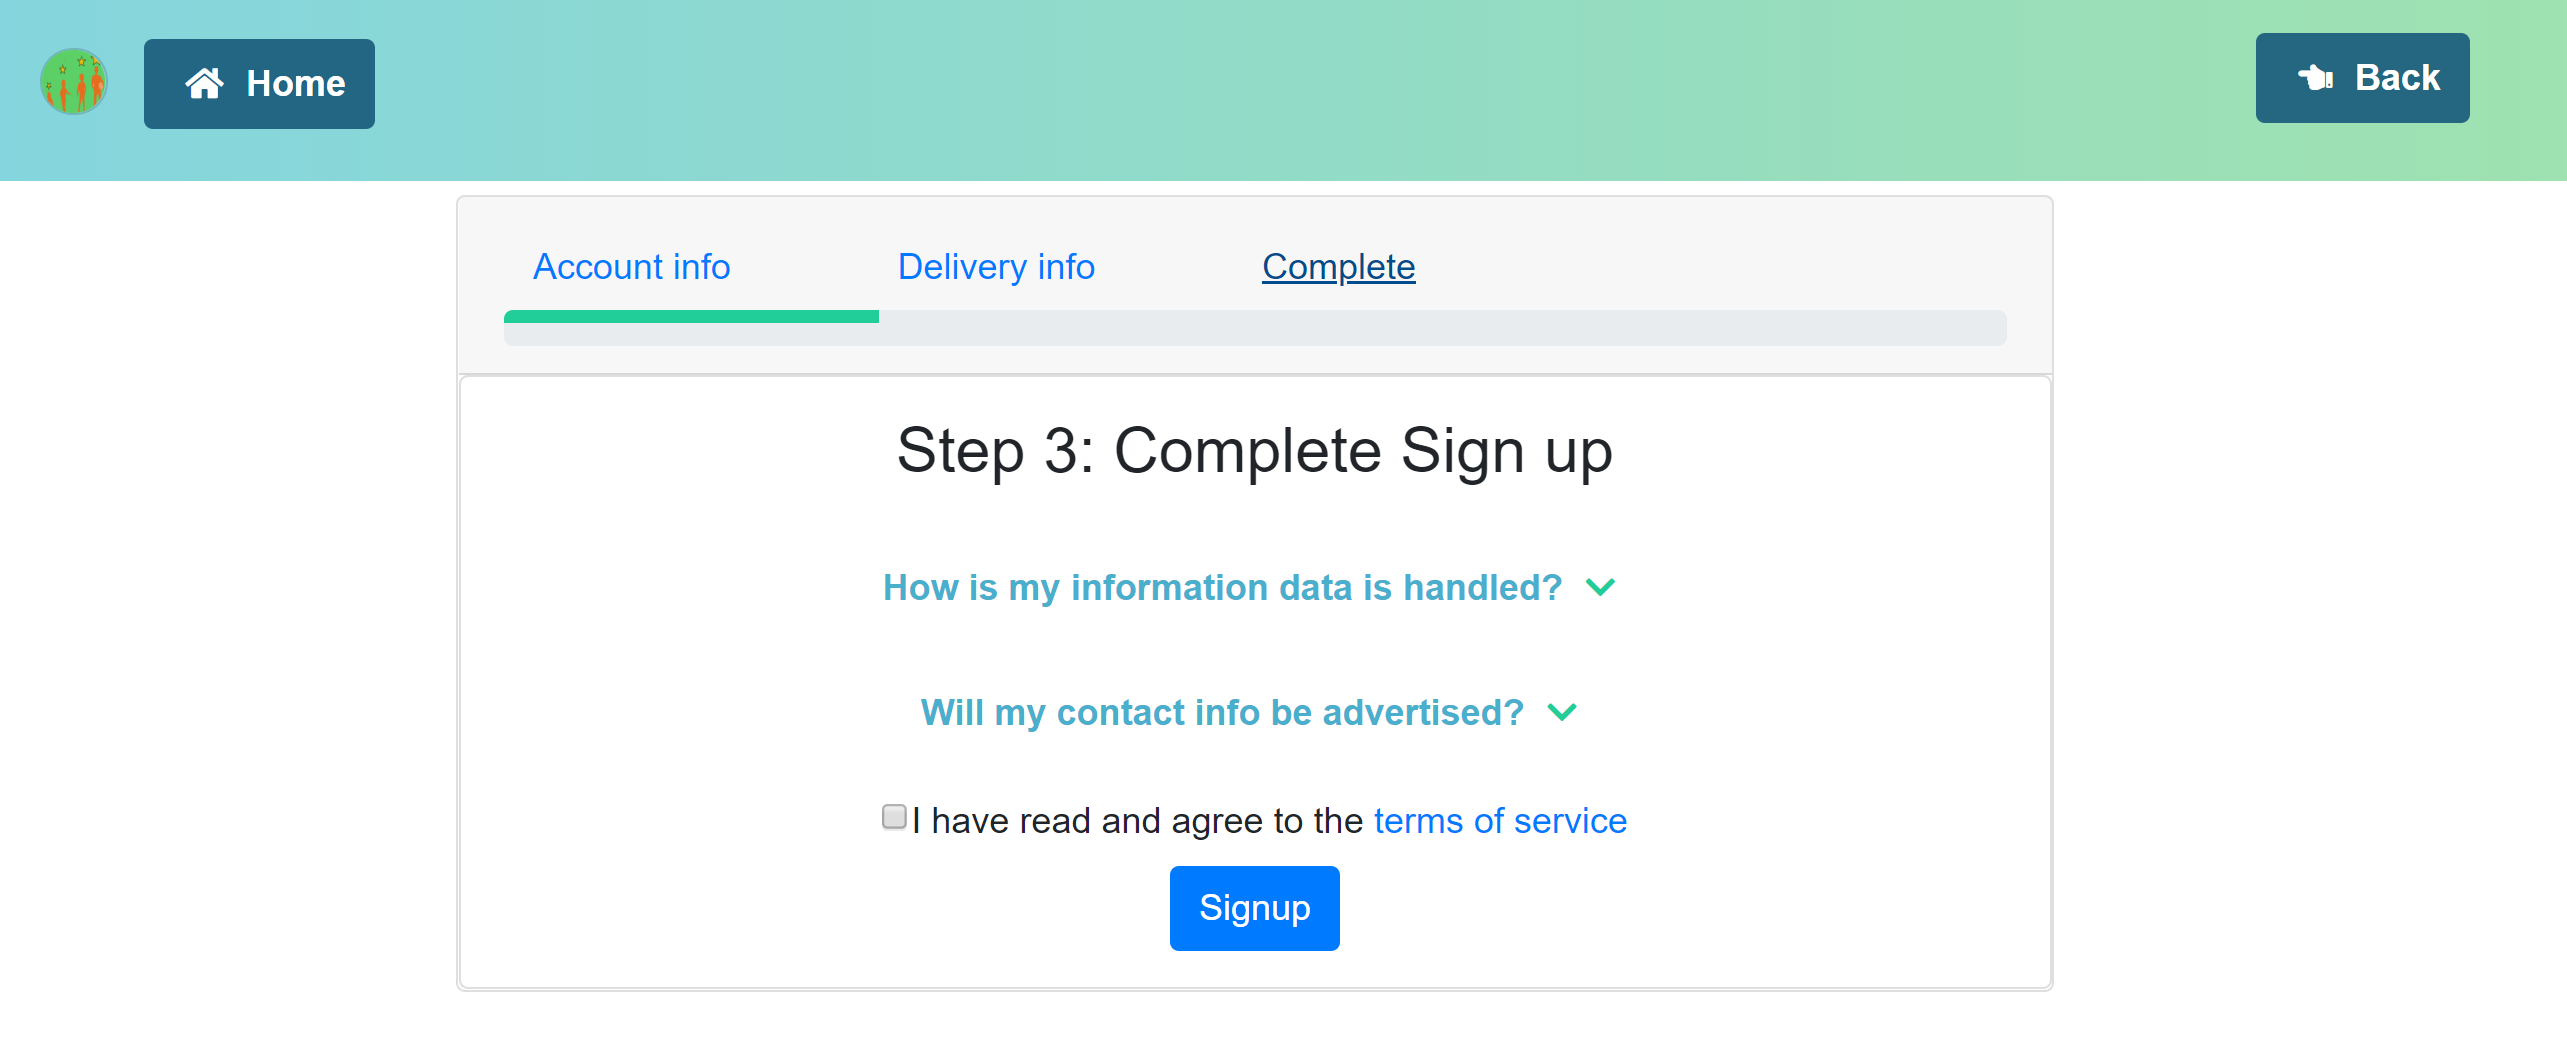 Home
Back
Account info
Delivery info
Complete
Step 3: Complete Sign up
How is my information data is handled?
Will my contact info be advertised?
I have read and agree to the terms of service
Signup